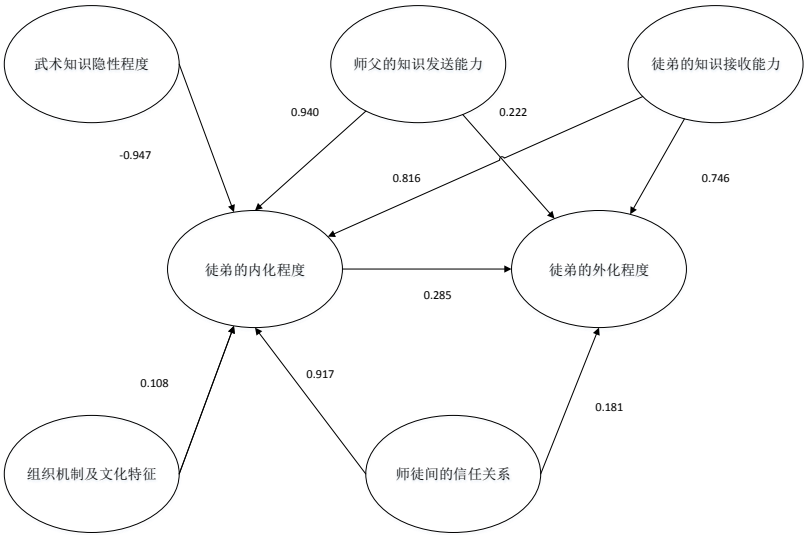 武术知识隐性程度
师父的知识发送能力
徒弟的知识接收能力
0.940
0.222
-0.947
0.816
0.746
徒弟的内化程度
徒弟的外化程度
0.285
0.917
0.108
0.181
组织机制及文化特征
师徒间的信任关系